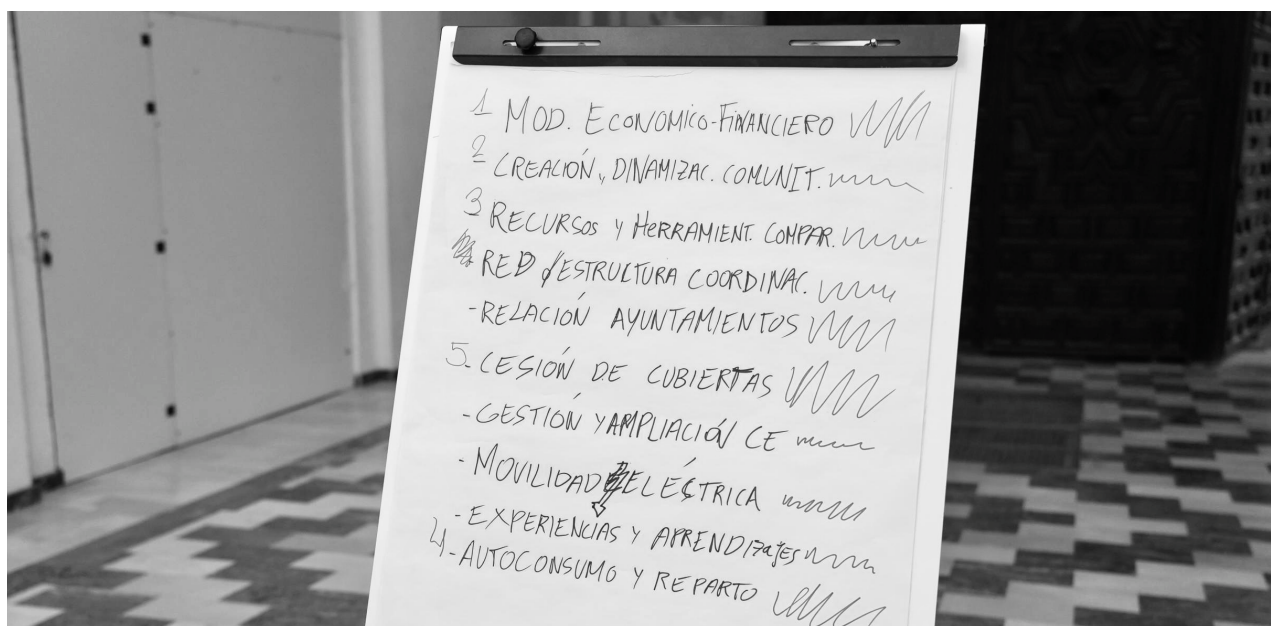 1 MOD. ECONOMICO-FINANCIERO
2 CREACIÓN, DINAMIZAC. COMUNIT.
3 RECURSOS Y HERRAMIENT. COMPAR.
RED /ESTRUCTURA COORDINAC.
-RELACIÓN AYUNTAMIENTOS
5-CESIÓN DE CUBIERTAS
-GESTIÓN Y AMPLIACIÓN CE
-MOVILIDAD ELÉCTRICA
-EXPERIENCIAS Y APRENDIZAJES
4-AUTOCONSUMO Y REPARTO